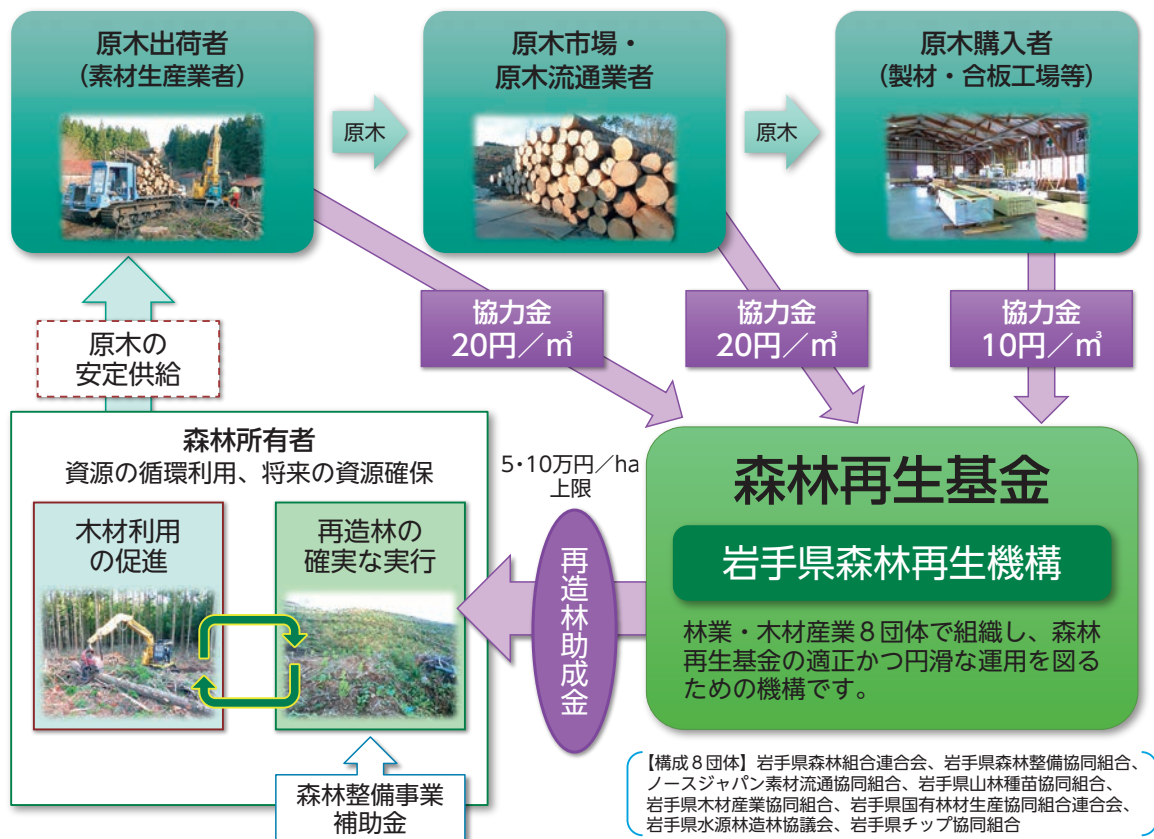 原木出荷者
（素材生産業者）
原木
原木市場・
原木流通業者
原木
原木購入者
（製材・合板工場等）
協力金
20円／㎥
協力金
20円／㎥
協力金
10円／㎥
原木の
安定供給
森林所有者
資源の循環利用、将来の資源確保
木材利用
の促進
再造林の
確実な実行
森林整備事業
補助金
5・10万円／ha
上限
再造林助成金
森林再生基金
岩手県森林再生機構
林業・木材産業８団体で組織し、森林
再生基金の適正かつ円滑な運用を図る
ための機構です。
【構成８団体】岩手県森林組合連合会、岩手県森林整備協同組合、
ノースジャパン素材流通協同組合、岩手県山林種苗協同組合、
岩手県木材産業協同組合、岩手県国有林材生産協同組合連合会、
岩手県水源林造林協議会、岩手県チップ協同組合